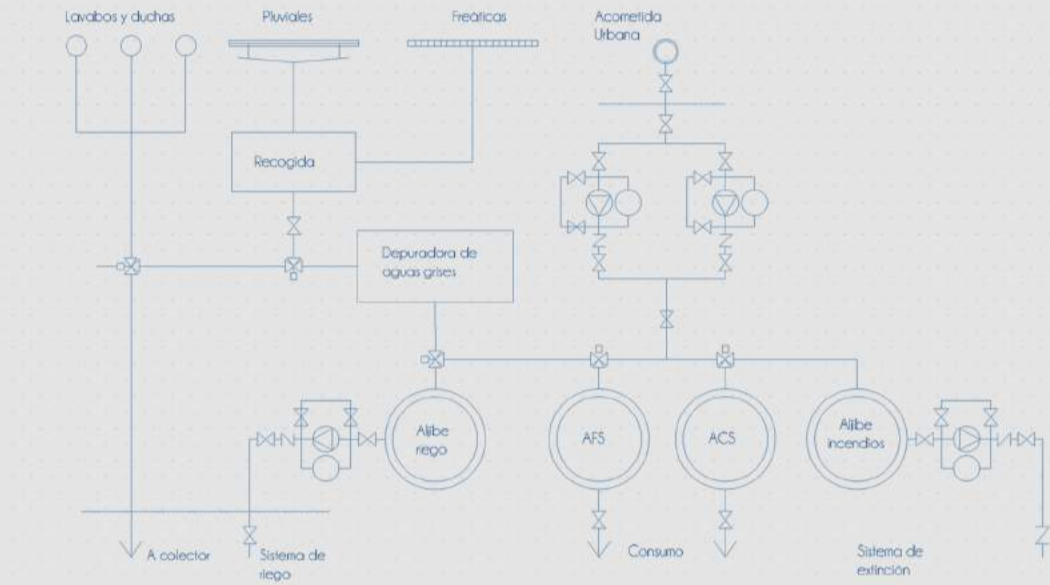 Lavabos y duchas
Pluviales
Freáticas
Acometida
Urbana
Recogida
Depuradora de
aguas grises
Aljibe
riego
AFS
ACS
Aljibe
incendios
A colector
Sistema de
riego
Consumo
Sistema de
extinción